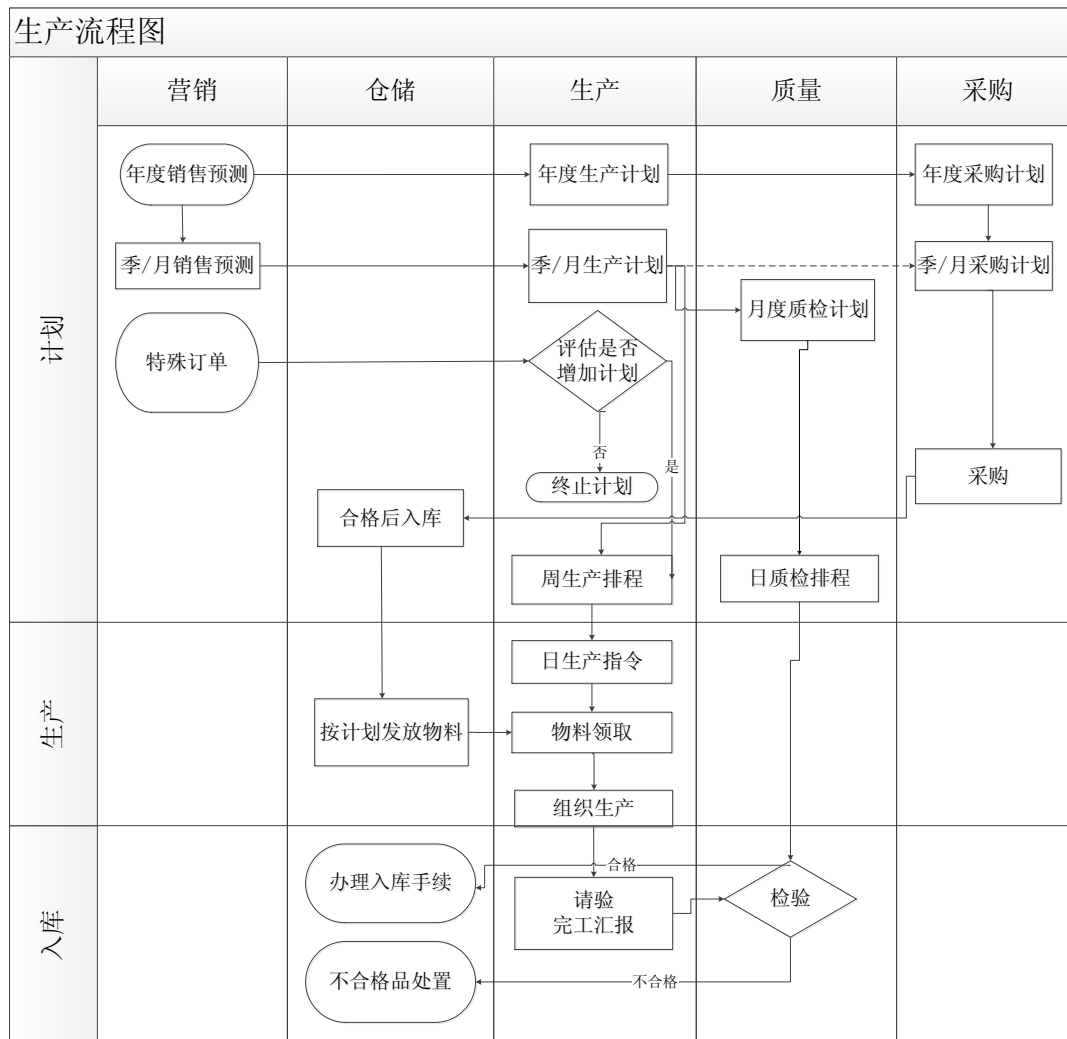 生产流程图
营销
仓储
生产
质量
采购
计划
年度销售预测
年度生产计划
年度采购计划
季/月销售预测
季/月生产计划
季/月采购计划
月度质检计划
特殊订单
评估是否
增加计划
否
是
终止计划
采购
合格后入库
周生产排程
日质检排程
生产
日生产指令
按计划发放物料
物料领取
组织生产
入库
合格
办理入库手续
请验
完工汇报
检验
不合格品处置
不合格